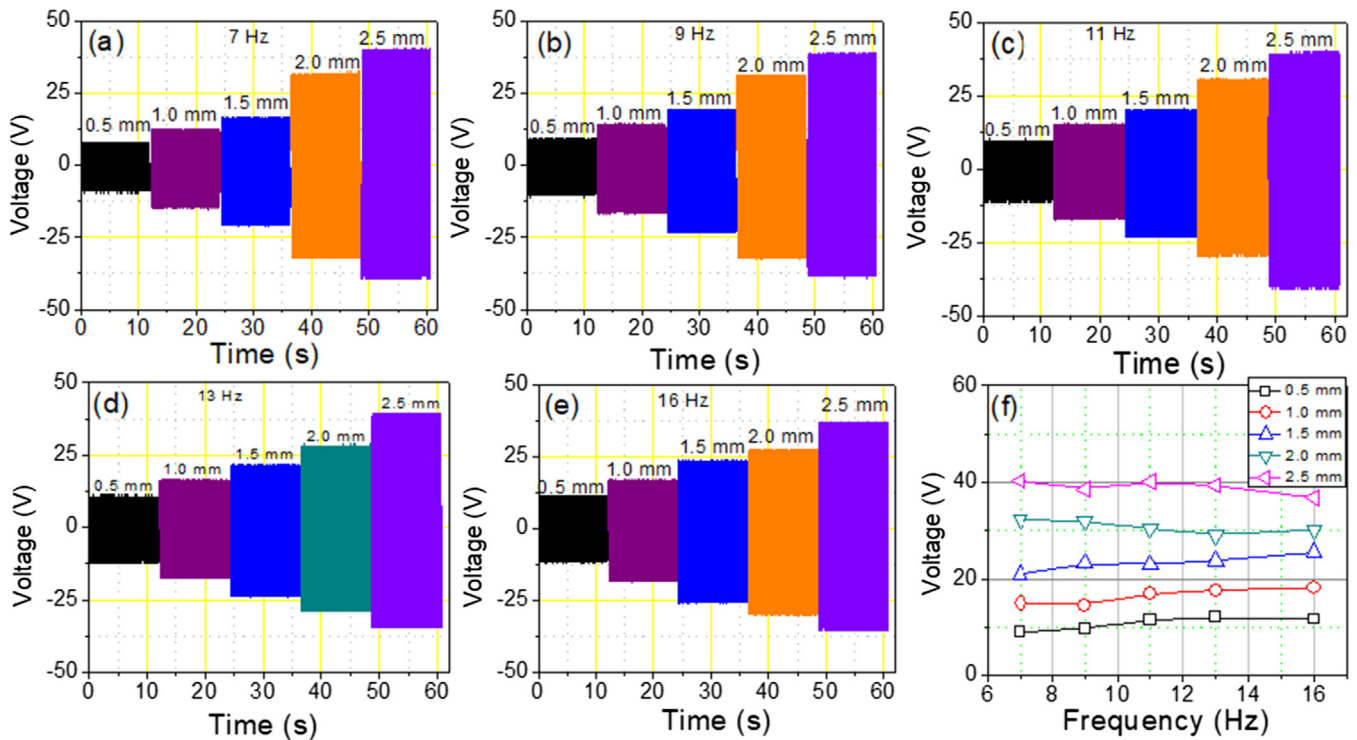 (a)
7 Hz
0.5 mm
1.0 mm
1.5 mm
2.0 mm
2.5 mm
50
25
0
-25
-50
Voltage (V)
0 10 20 30 40 50 60
Time (s)
(b)
9 Hz
0.5 mm
1.0 mm
1.5 mm
2.0 mm
2.5 mm
50
25
0
-25
-50
Voltage (V)
0 10 20 30 40 50 60
Time (s)
(c)
11 Hz
0.5 mm
1.0 mm
1.5 mm
2.0 mm
2.5 mm
50
25
0
-25
-50
Voltage (V)
0 10 20 30 40 50 60
Time (s)
(d)
13 Hz
0.5 mm
1.0 mm
1.5 mm
2.0 mm
2.5 mm
50
25
0
-25
-50
Voltage (V)
0 10 20 30 40 50 60
Time (s)
(e)
16 Hz
0.5 mm
1.0 mm
1.5 mm
2.0 mm
2.5 mm
50
25
0
-25
-50
Voltage (V)
0 10 20 30 40 50 60
Time (s)
(f)
0.5 mm
1.0 mm
1.5 mm
2.0 mm
2.5 mm
60
40
20
0
Voltage (V)
6 8 10 12 14 16
Frequency (Hz)